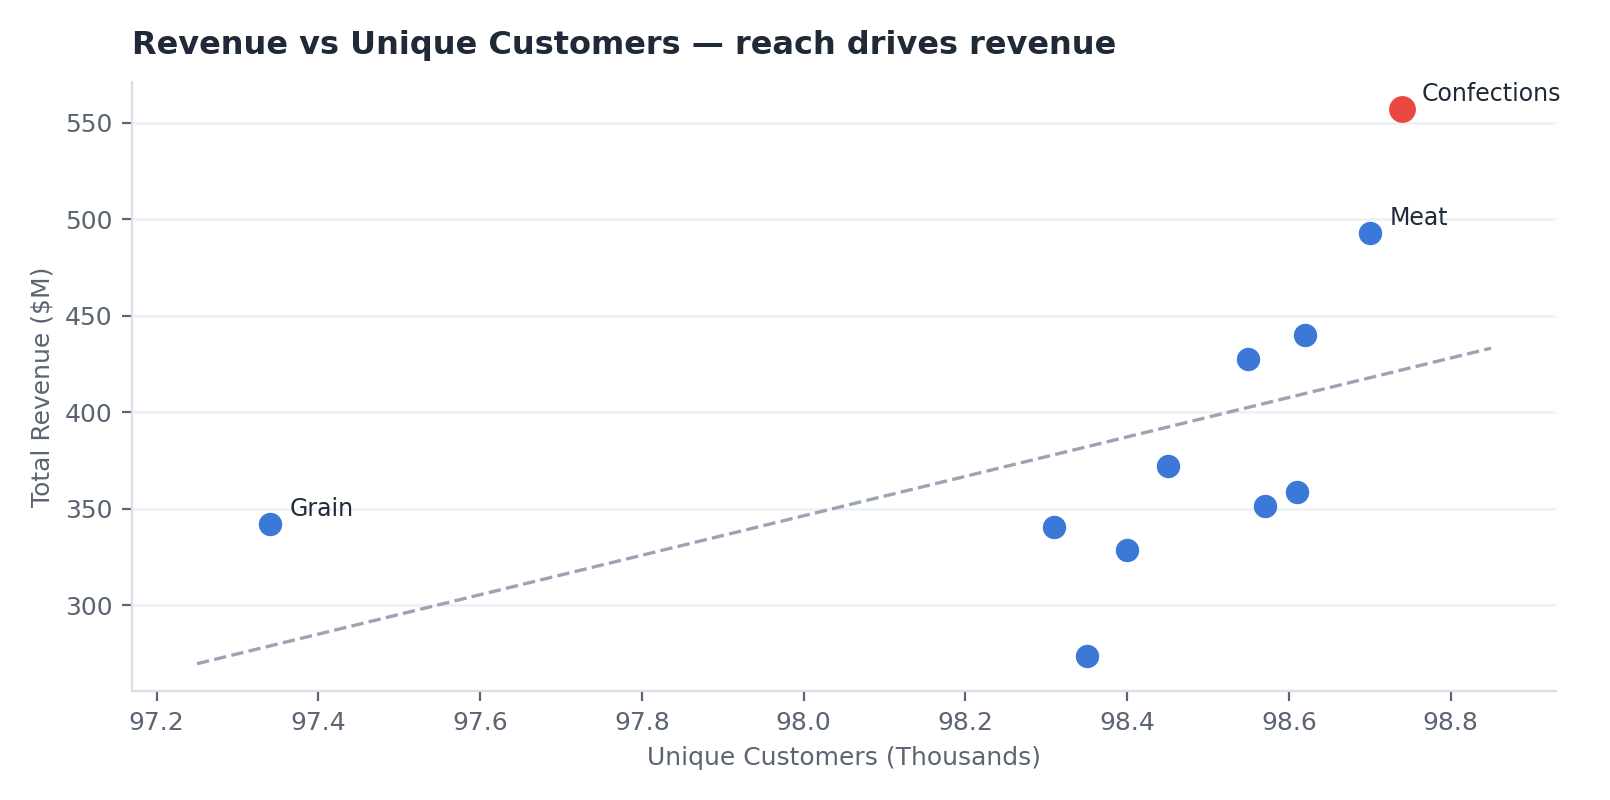 Revenue vs Unique Customers — reach drives revenue
Confections
550
500
Meat
450
400
350
Grain
300
Total Revenue ($M)
97.2 97.4 97.6 97.8 98.0 98.2 98.4 98.6 98.8
Unique Customers (Thousands)